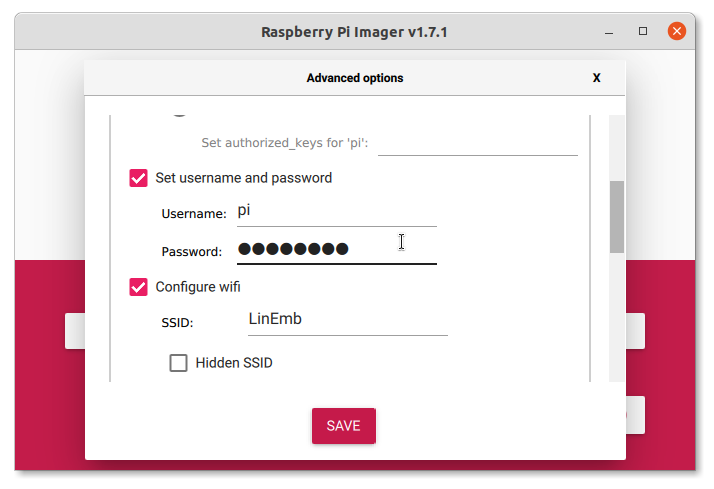 Raspberry Pi Imager v1.7.1
Advanced options X
Set authorized_keys for 'pi':
Set username and password
Username: pi
Password: ●●●●●●●●
Configure wifi
SSID: LinEmb
Hidden SSID
SAVE